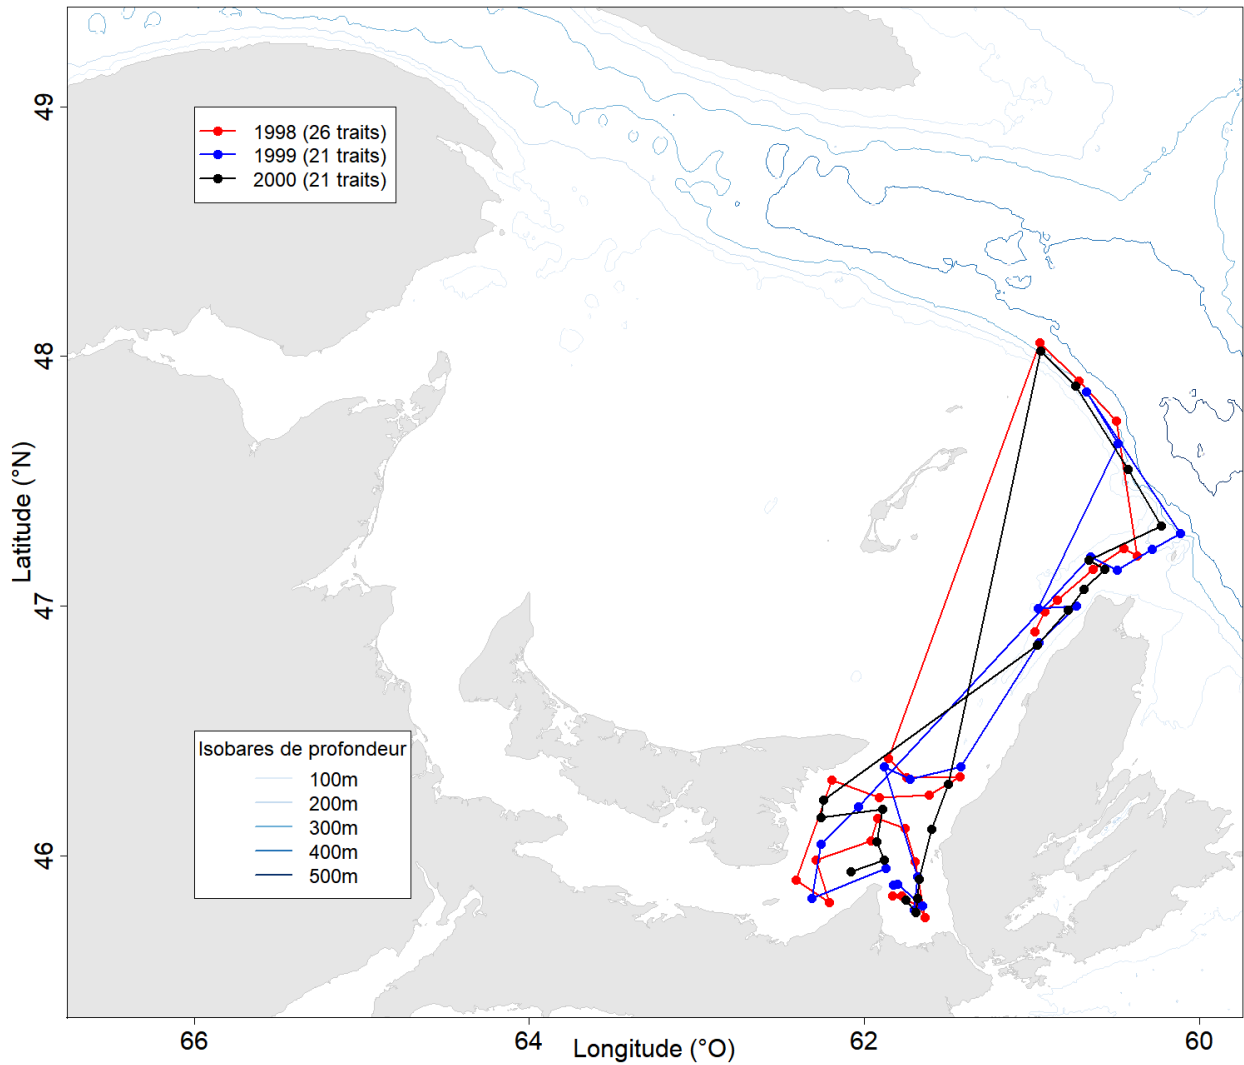 49
48
47
46
Latitude (°N)
1998 (26 traits)
1999 (21 traits)
2000 (21 traits)
Isobares de profondeur
100m
200m
300m
400m
500m
66
64
62
60
Longitude (°O)